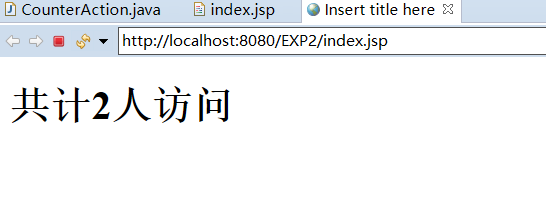 CounterAction.java index.jsp Insert title here
http://localhost:8080/EXP2/index.jsp
共计2人访问